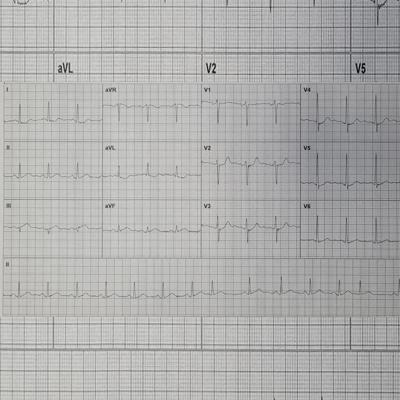 aVL V2 V5
I aVR V1 V4
II aVL V2 V5
III aVF V3 V6
II